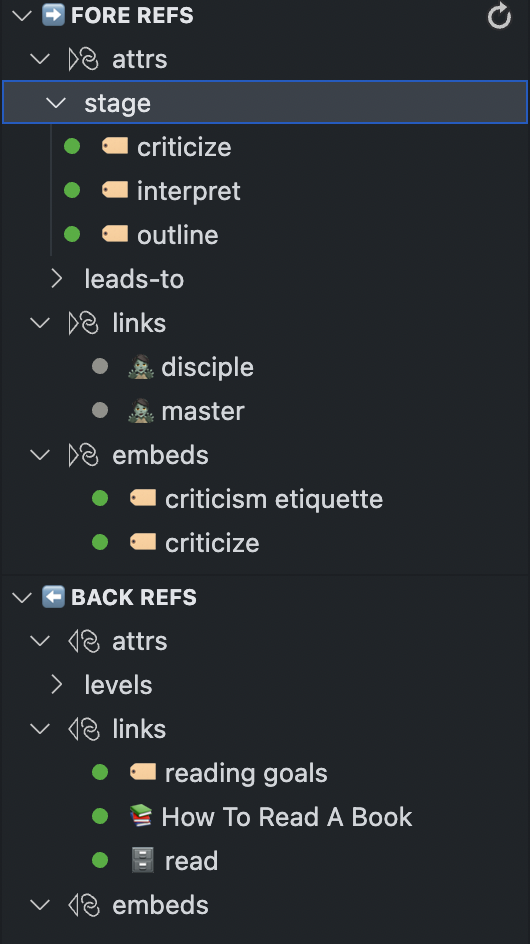 FORE REFS
attrs
stage
criticize
interpret
outline
leads-to
links
disciple
master
embeds
criticism etiquette
criticize
BACK REFS
attrs
levels
links
reading goals
How To Read A Book
read
embeds